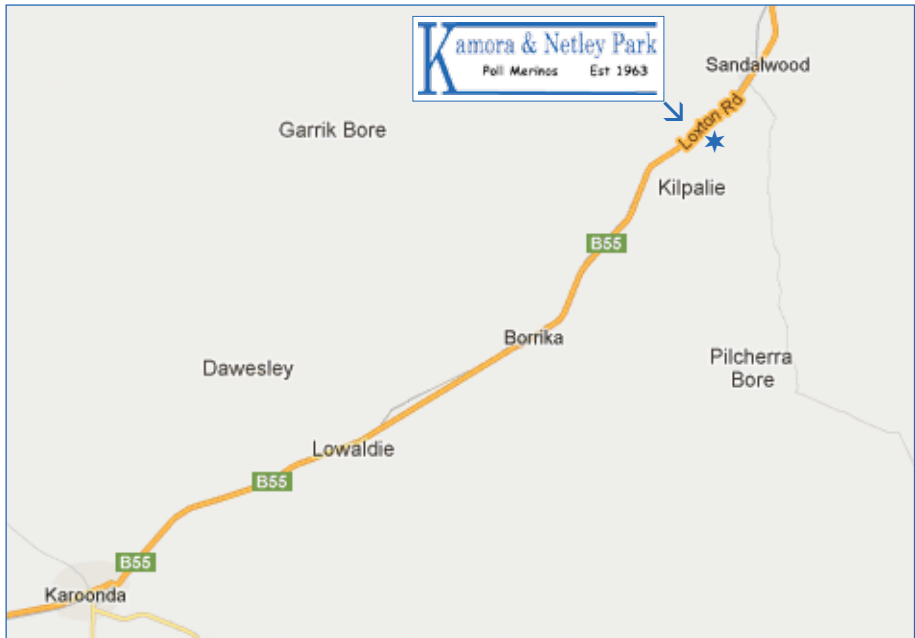 Kamora & Netley Park
Poll Merinos Est 1963
Sandalwood
Loxton Rd
Garrik Bore
Kilpalie
B55
Borrika
Pilcherra
Bore
Dawesley
Lowaldie
B55
B55
Karoonda